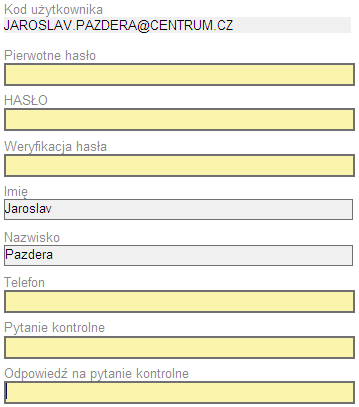 Kod użytkownika
JAROSLAV.PAZDERA@CENTRUM.CZ
Pierwotne hasło
HASŁO
Weryfikacja hasła
Imię
Jaroslav
Nazwisko
Pazdera
Telefon
Pytanie kontrolne
Odpowiedź na pytanie kontrolne